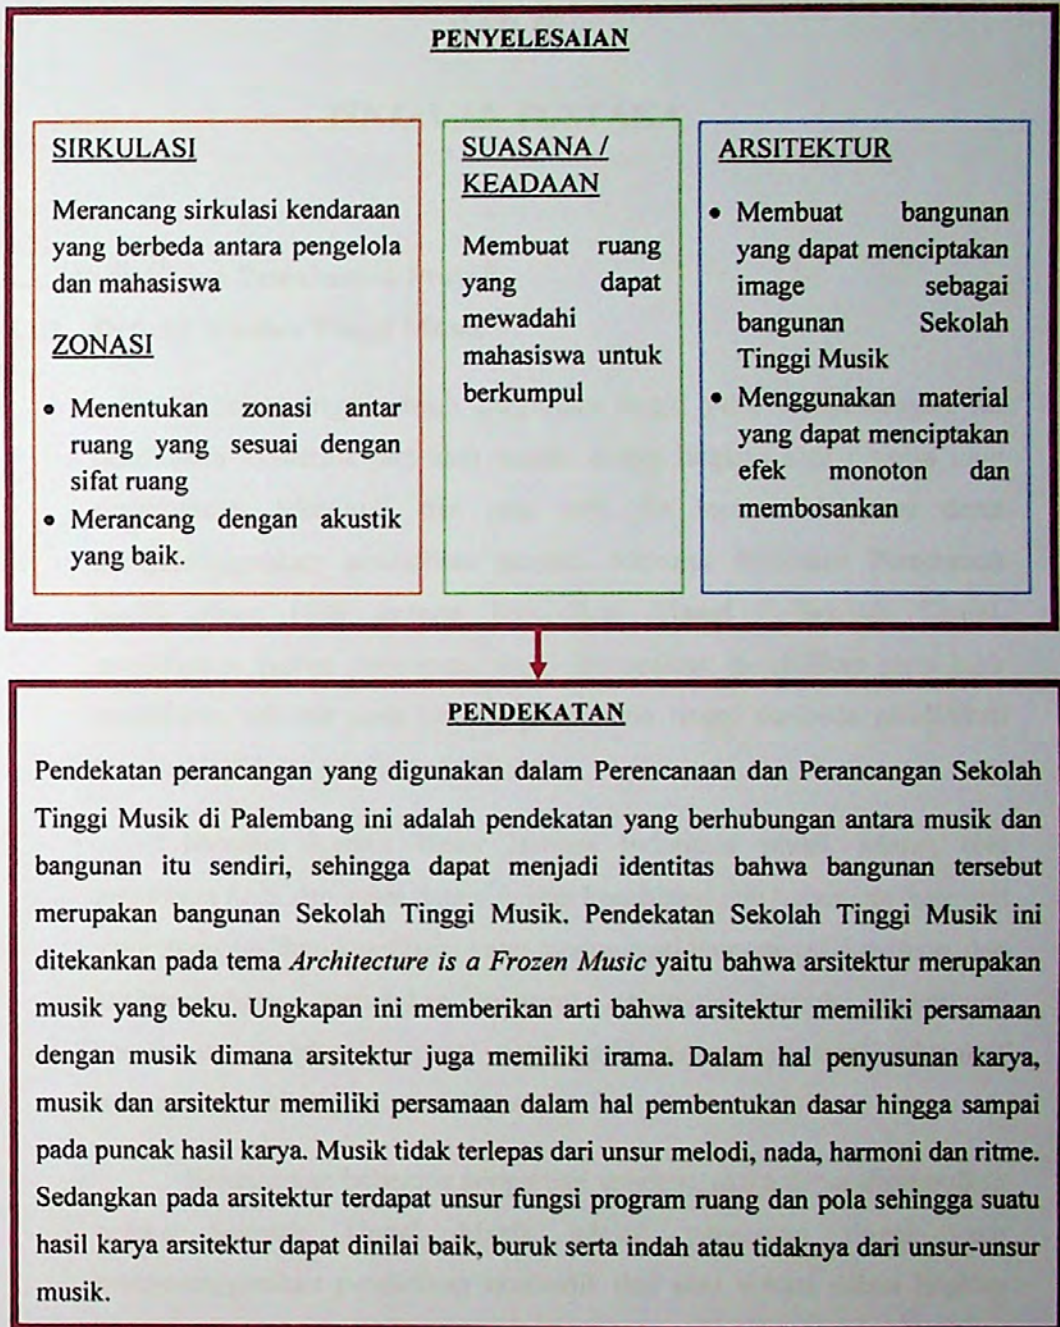 PENYELESAIAN
SIRKULASI
Merancang sirkulasi kendaraan
yang berbeda antara pengelola
dan mahasiswa
ZONASI
• Menentukan zonasi antar
ruang yang sesuai dengan
sifat ruang
• Merancang dengan akustik
yang baik.
SUASANA /
KEADAAN
Membuat ruang
yang dapat
mewadahi
mahasiswa untuk
berkumpul
ARSITEKTUR
• Membuat bangunan
yang dapat menciptakan
image sebagai
bangunan Sekolah
Tinggi Musik
• Menggunakan material
yang dapat menciptakan
efek monoton dan
membosankan
PENDEKATAN
Pendekatan perancangan yang digunakan dalam Perencanaan dan Perancangan Sekolah
Tinggi Musik di Palembang ini adalah pendekatan yang berhubungan antara musik dan
bangunan itu sendiri, sehingga dapat menjadi identitas bahwa bangunan tersebut
merupakan bangunan Sekolah Tinggi Musik. Pendekatan Sekolah Tinggi Musik ini
ditekankan pada tema Architecture is a Frozen Music yaitu bahwa arsitektur merupakan
musik yang beku. Ungkapan ini memberikan arti bahwa arsitektur memiliki persamaan
dengan musik dimana arsitektur juga memiliki irama. Dalam hal penyusunan karya,
musik dan arsitektur memiliki persamaan dalam hal pembentukan dasar hingga sampai
pada puncak hasil karya. Musik tidak terlepas dari unsur melodi, nada, harmoni dan ritme.
Sedangkan pada arsitektur terdapat unsur fungsi program ruang dan pola sehingga suatu
hasil karya arsitektur dapat dinilai baik, buruk serta indah atau tidaknya dari unsur-unsur
musik.